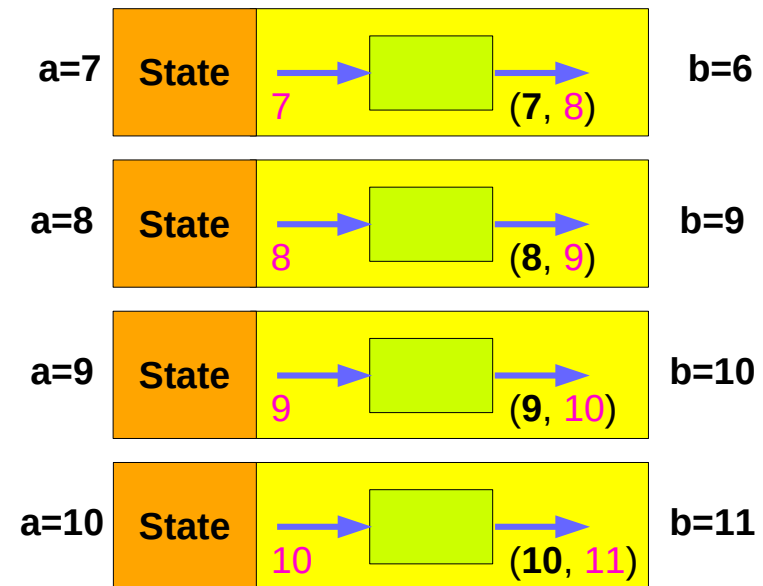 a=7 State 7 (7, 8) b=6
a=8 State 8 (8, 9) b=9
a=9 State 9 (9, 10) b=10
a=10 State 10 (10, 11) b=11